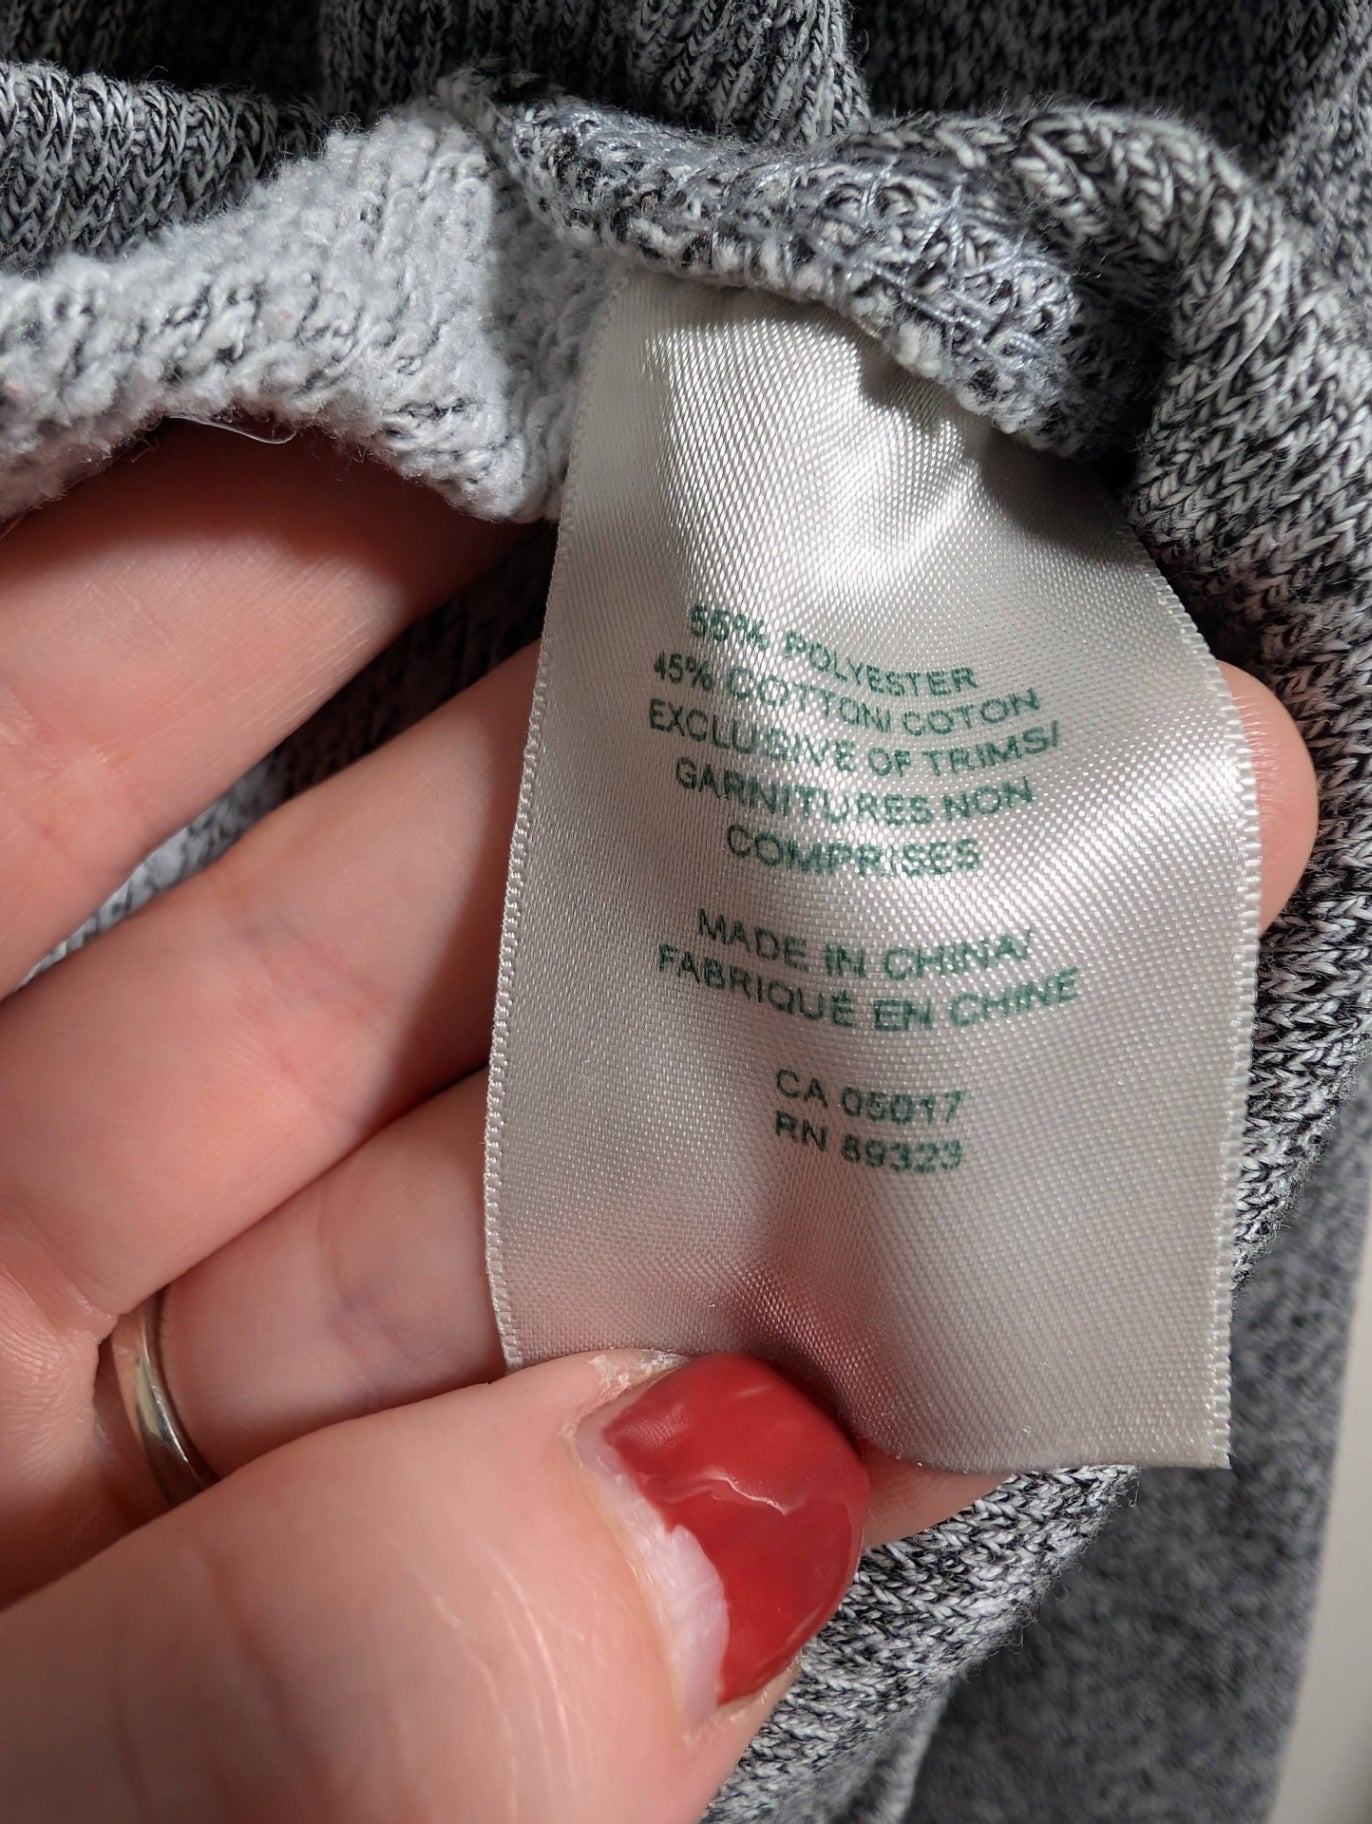 55% POLYESTER
45% COTTON/ COTON
EXCLUSIVE OF TRIMS/
GARNITURES NON
COMPRISES
MADE IN CHINA/
FABRIQUÉ EN CHINE
CA 05017
RN 89323